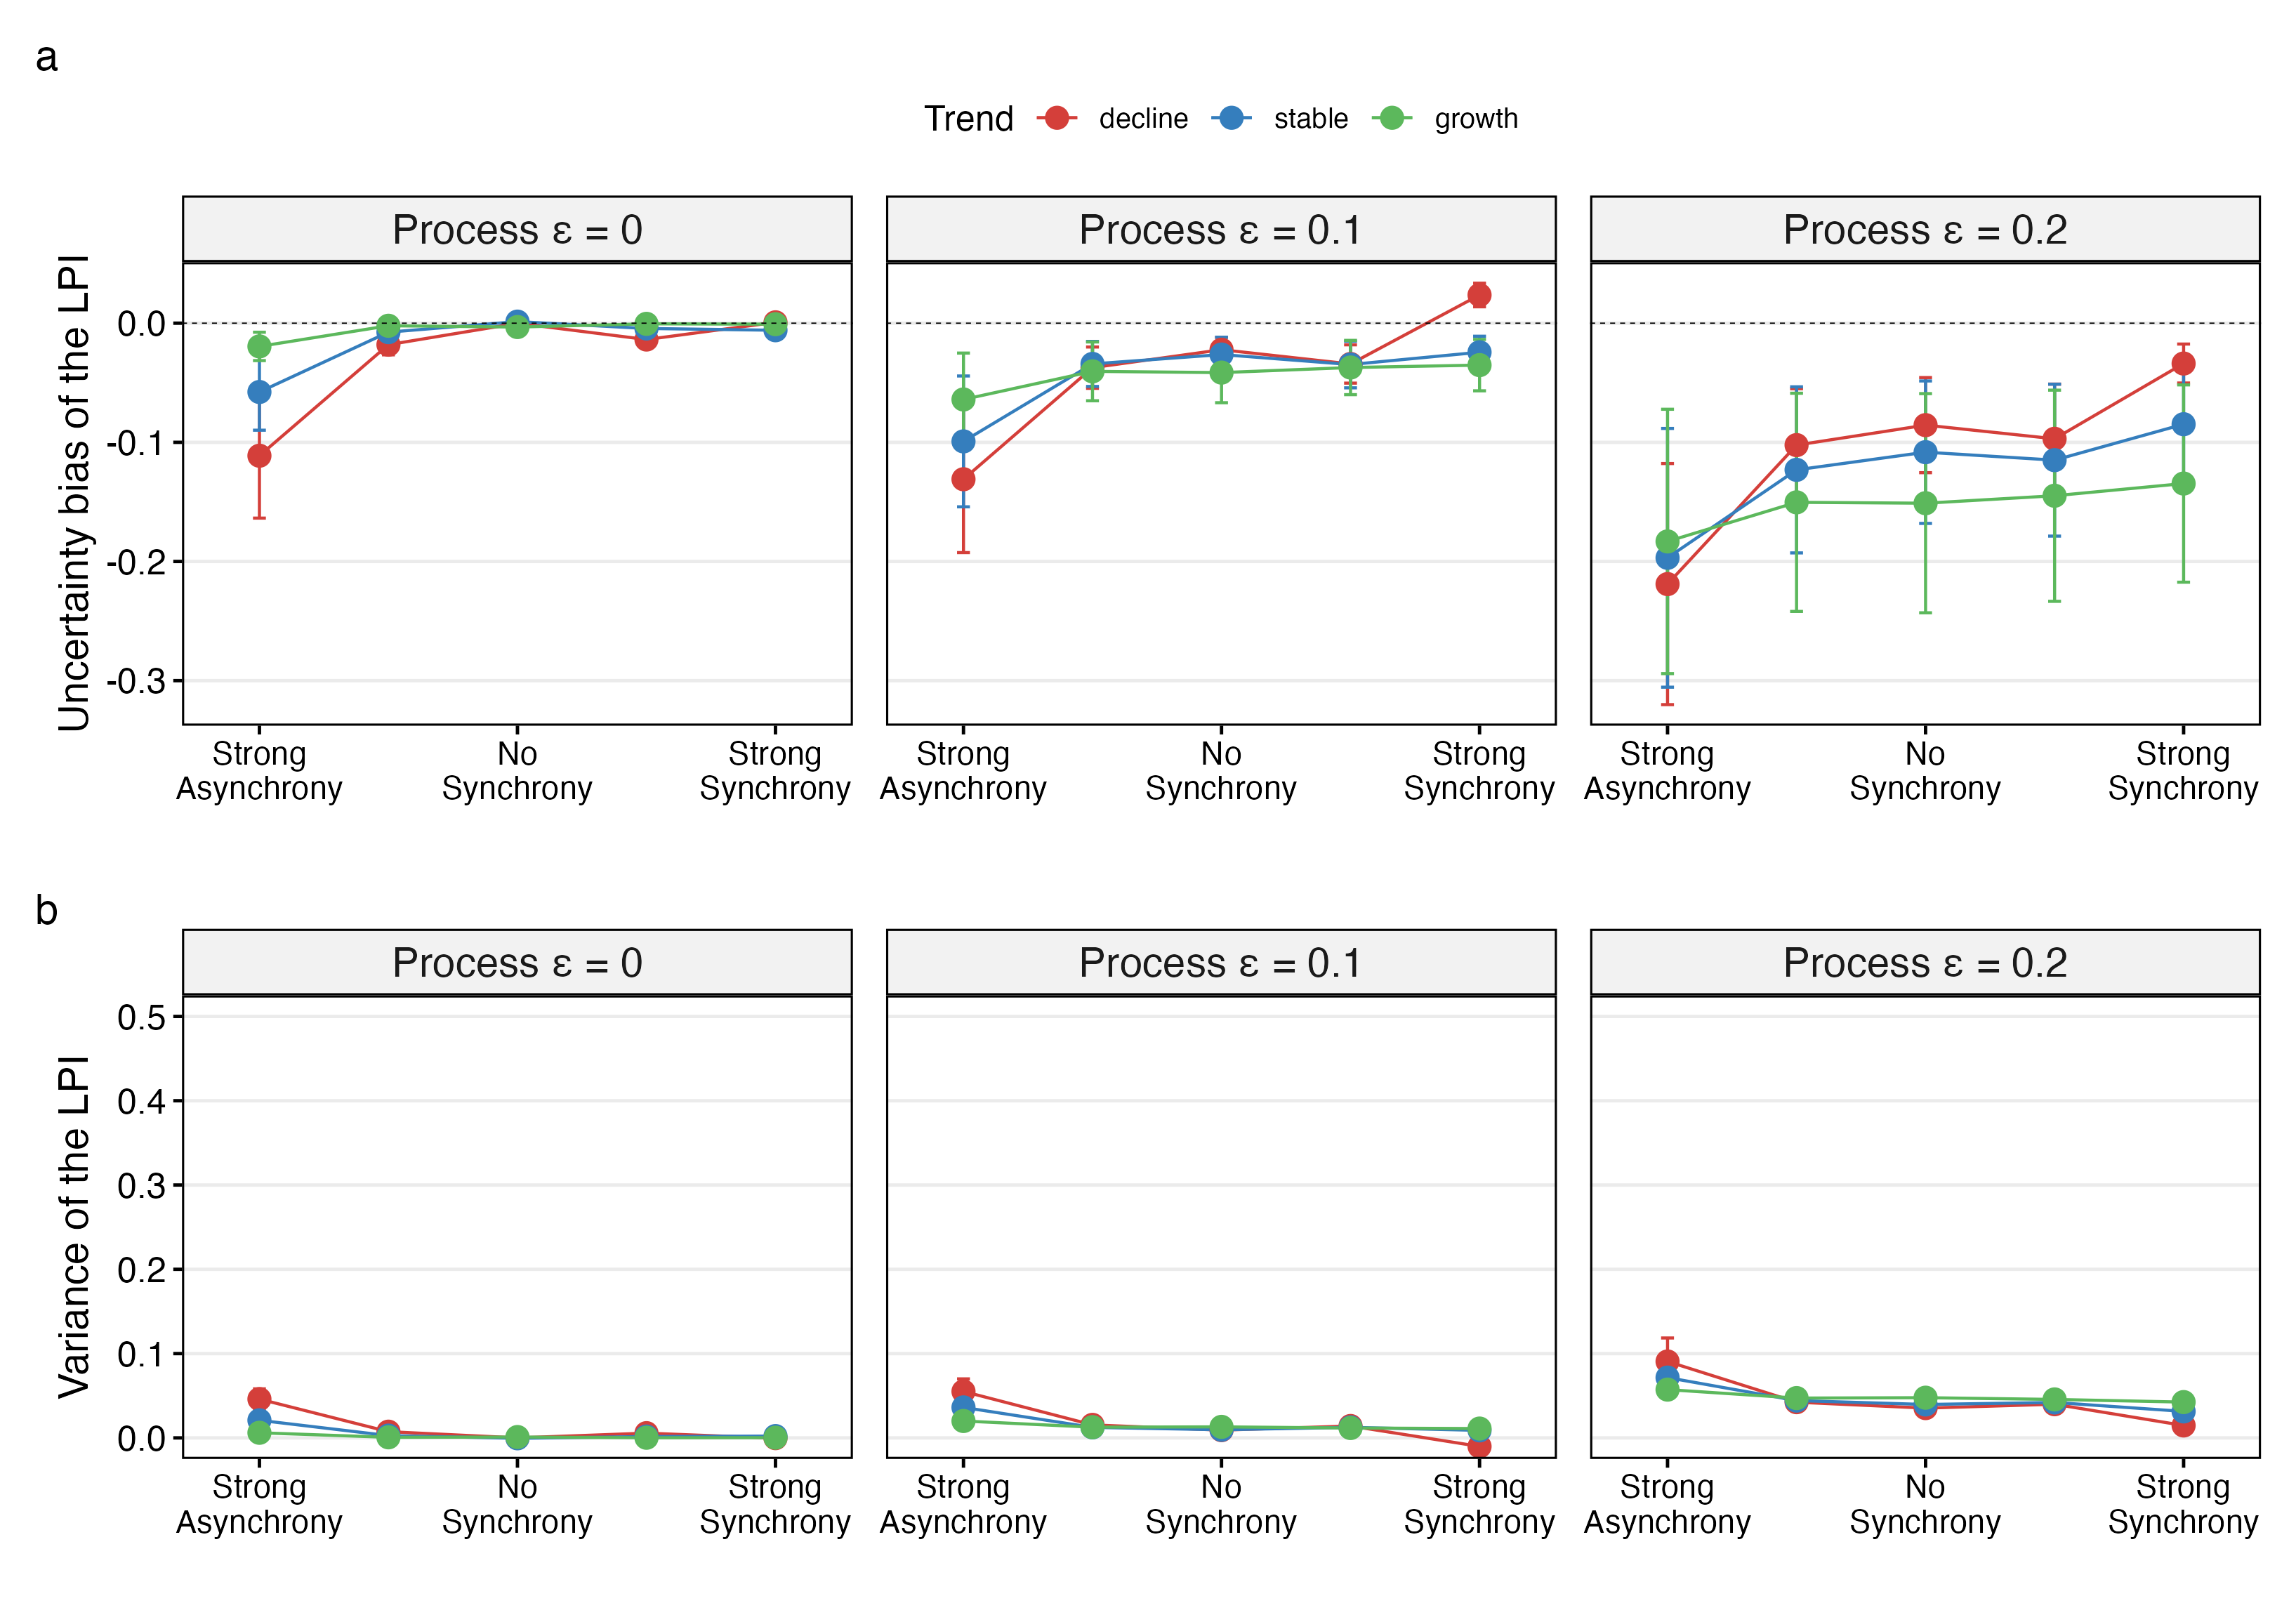 a
Trend decline stable growth
Process ε = 0 Process ε = 0.1 Process ε = 0.2
Uncertainty bias of the LPI
0.0
-0.1
-0.2
-0.3
Strong No Strong Strong No Strong Strong No Strong
Asynchrony Synchrony Synchrony Asynchrony Synchrony Synchrony Asynchrony Synchrony Synchrony
b
Process ε = 0 Process ε = 0.1 Process ε = 0.2
Variance of the LPI
0.5
0.4
0.3
0.2
0.1
0.0
Strong No Strong Strong No Strong Strong No Strong
Asynchrony Synchrony Synchrony Asynchrony Synchrony Synchrony Asynchrony Synchrony Synchrony